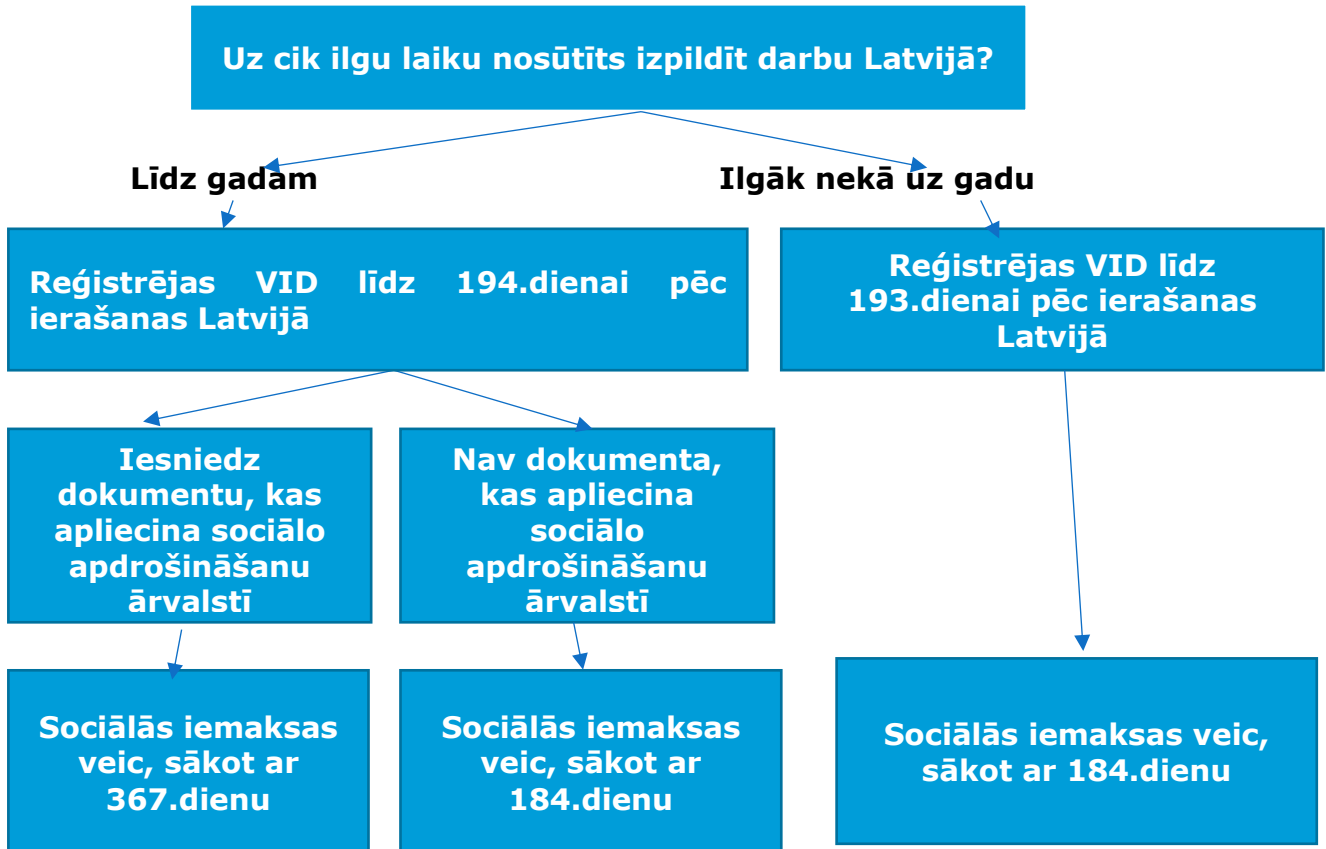 Uz cik ilgu laiku nosūtīts izpildīt darbu Latvijā?
Līdz gadam
Ilgāk nekā uz gadu
Reģistrējas VID līdz 194.dienai pēc
ierašanas Latvijā
Reģistrējas VID līdz
193.dienai pēc ierašanas
Latvijā
Iesniedz
dokumentu, kas
apliecina sociālo
apdrošināšanu
ārvalstī
Nav dokumenta,
kas apliecina
sociālo
apdrošināšanu
ārvalstī
Sociālās iemaksas
veic, sākot ar
367.dienu
Sociālās iemaksas
veic, sākot ar
184.dienu
Sociālās iemaksas veic,
sākot ar 184.dienu